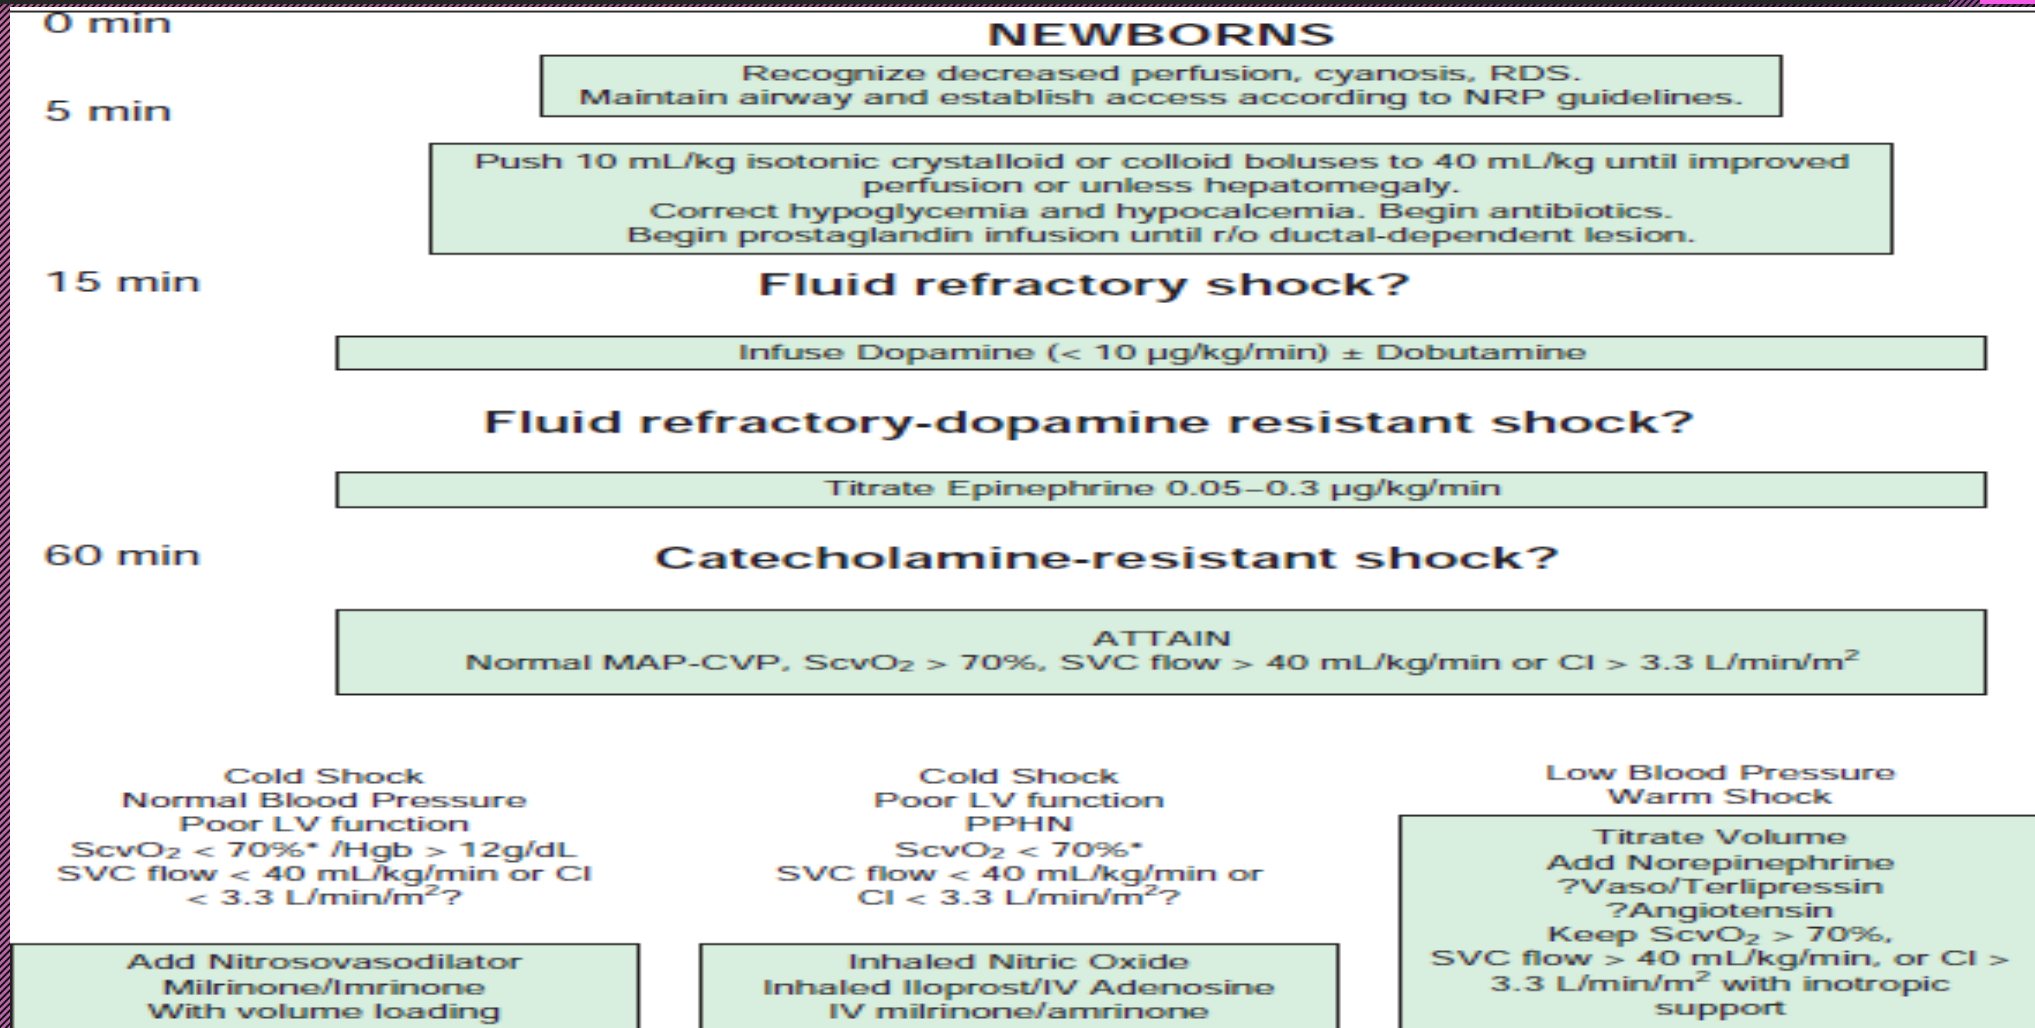 0 min
NEWBORNS
Recognize decreased perfusion, cyanosis, RDS.
Maintain airway and establish access according to NRP guidelines.
5 min
Push 10 mL/kg isotonic crystalloid or colloid boluses to 40 mL/kg until improved
perfusion or unless hepatomegaly.
Correct hypoglycemia and hypocalcemia. Begin antibiotics.
Begin prostaglandin infusion until r/o ductal-dependent lesion.
15 min
Fluid refractory shock?
Infuse Dopamine (< 10 µg/kg/min) ± Dobutamine
Fluid refractory-dopamine resistant shock?
Titrate Epinephrine 0.05–0.3 µg/kg/min
60 min
Catecholamine-resistant shock?
ATTAIN
Normal MAP-CVP, ScvO₂ > 70%, SVC flow > 40 mL/kg/min or CI > 3.3 L/min/m²
Cold Shock
Normal Blood Pressure
Poor LV function
ScvO₂ < 70%* /Hgb > 12g/dL
SVC flow < 40 mL/kg/min or CI
< 3.3 L/min/m²?
Add Nitrosovasodilator
Milrinone/Imrinone
With volume loading
Cold Shock
Poor LV function
PPHN
ScvO₂ < 70%*
SVC flow < 40 mL/kg/min or
CI < 3.3 L/min/m²?
Inhaled Nitric Oxide
Inhaled Iloprost/IV Adenosine
IV milrinone/amrinone
Low Blood Pressure
Warm Shock
Titrate Volume
Add Norepinephrine
?Vaso/Terlipressin
?Angiotensin
Keep ScvO₂ > 70%,
SVC flow > 40 mL/kg/min, or CI >
3.3 L/min/m² with inotropic
support